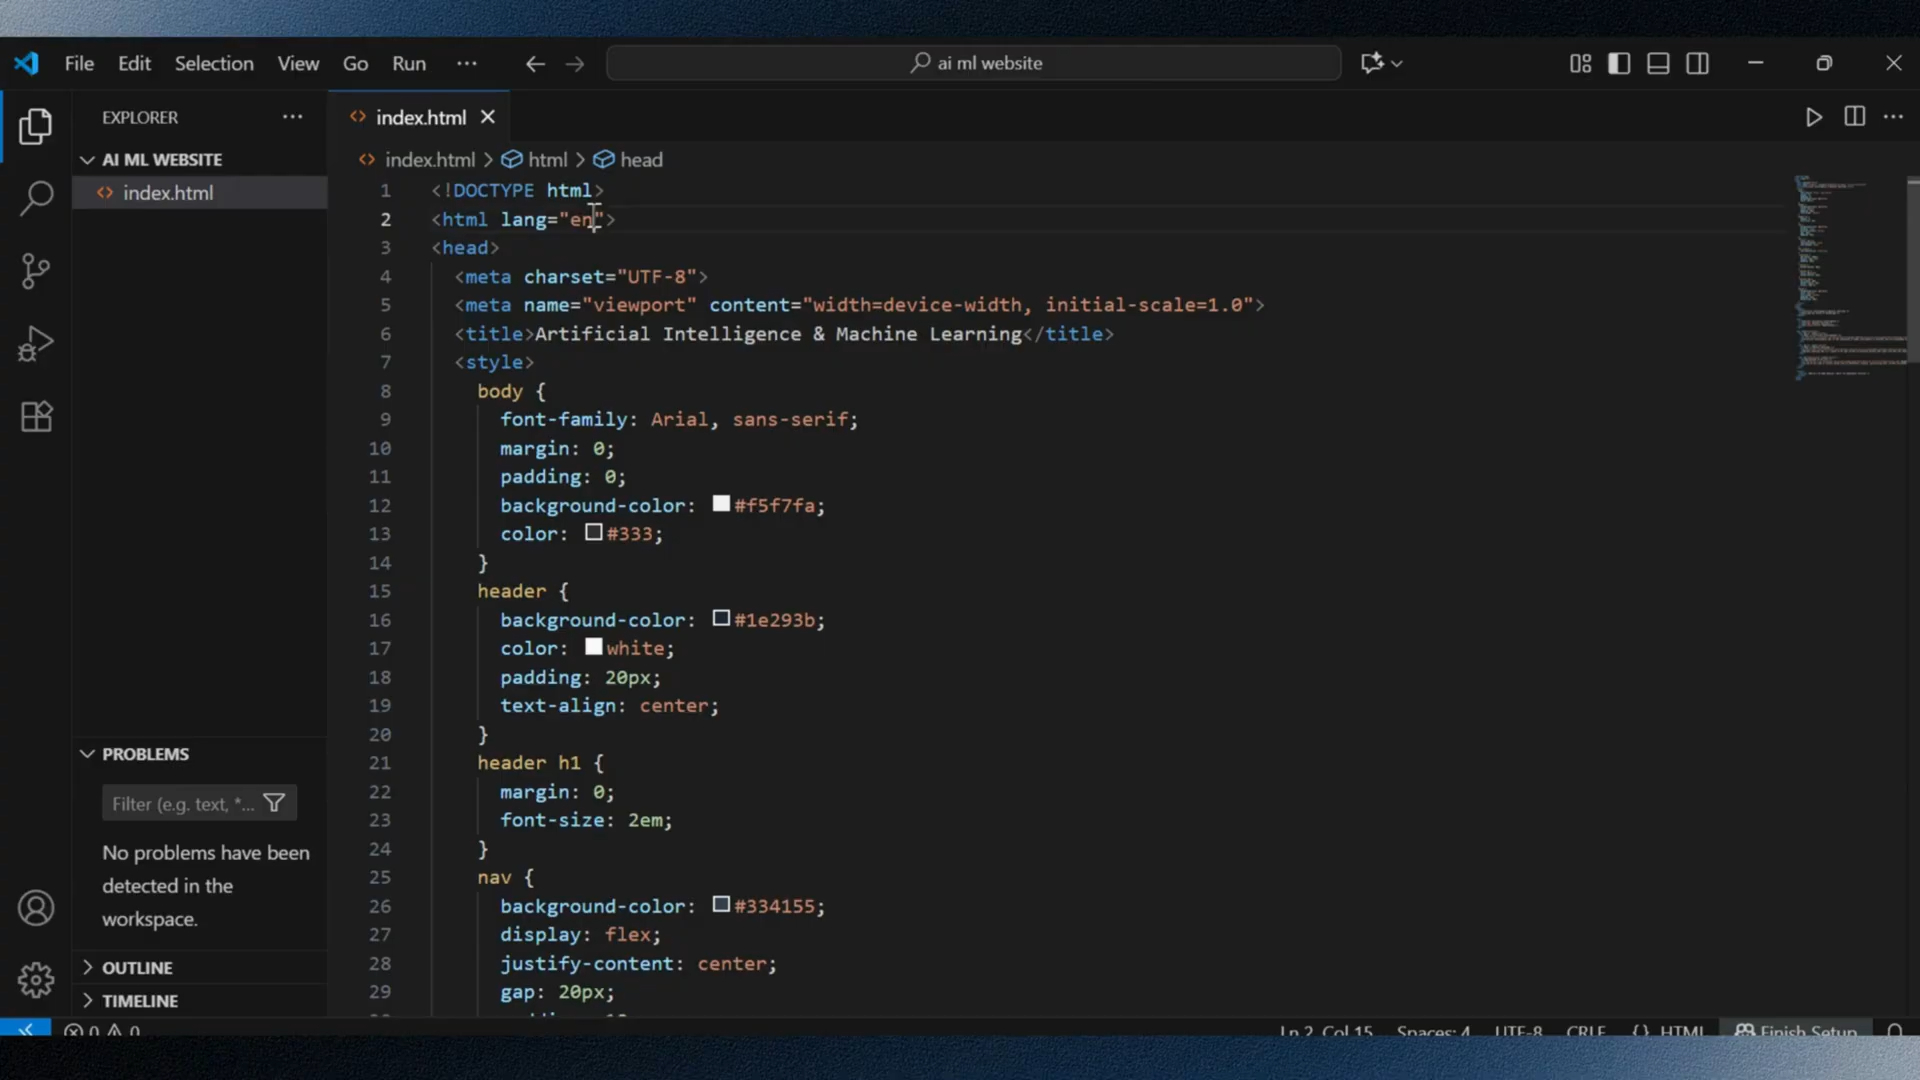 File Edit Selection View Go Run ··· ai ml website
EXPLORER ···
AI ML WEBSITE
index.html
PROBLEMS
Filter (e.g. text, *...
No problems have been
detected in the
workspace.
OUTLINE
TIMELINE
index.html
index.html > html > head
1 <!DOCTYPE html>
2 <html lang="en">
3 <head>
4 <meta charset="UTF-8">
5 <meta name="viewport" content="width=device-width, initial-scale=1.0">
6 <title>Artificial Intelligence & Machine Learning</title>
7 <style>
8 body {
9 font-family: Arial, sans-serif;
10 margin: 0;
11 padding: 0;
12 background-color: #f5f7fa;
13 color: #333;
14 }
15 header {
16 background-color: #1e293b;
17 color: white;
18 padding: 20px;
19 text-align: center;
20 }
21 header h1 {
22 margin: 0;
23 font-size: 2em;
24 }
25 nav {
26 background-color: #334155;
27 display: flex;
28 justify-content: center;
29 gap: 20px;
0 0 Ln 2, Col 15 Spaces: 4 UTF-8 CRLF {} HTML Finish Setup